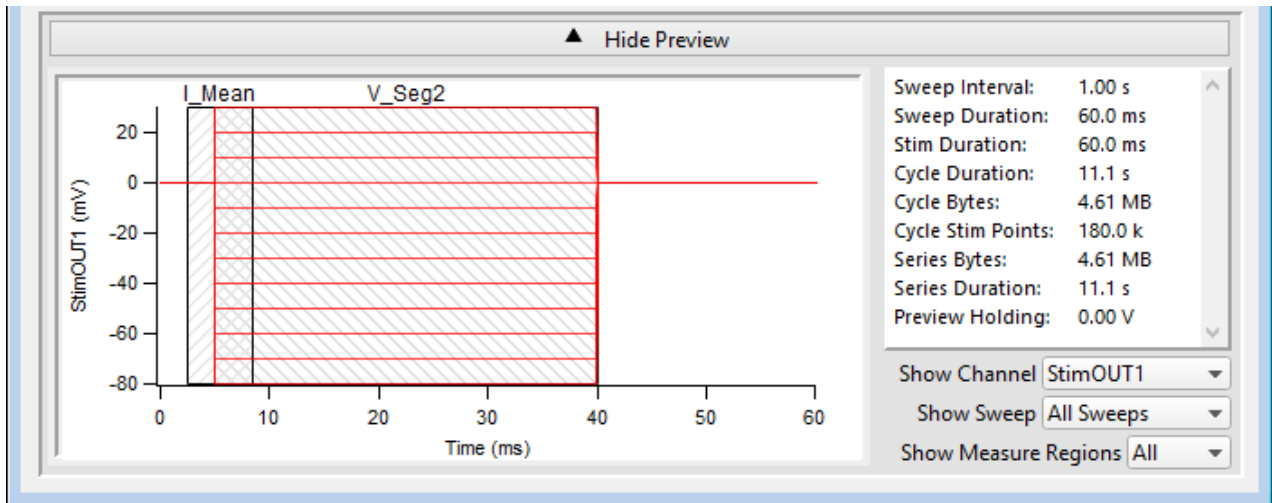 ▲ Hide Preview
I_Mean V_Seg2
20
0
-20
-40
-60
-80
StimOUT1 (mV)
0 10 20 30 40 50 60
Time (ms)
Sweep Interval: 1.00 s
Sweep Duration: 60.0 ms
Stim Duration: 60.0 ms
Cycle Duration: 11.1 s
Cycle Bytes: 4.61 MB
Cycle Stim Points: 180.0 k
Series Bytes: 4.61 MB
Series Duration: 11.1 s
Preview Holding: 0.00 V
Show Channel StimOUT1
Show Sweep All Sweeps
Show Measure Regions All